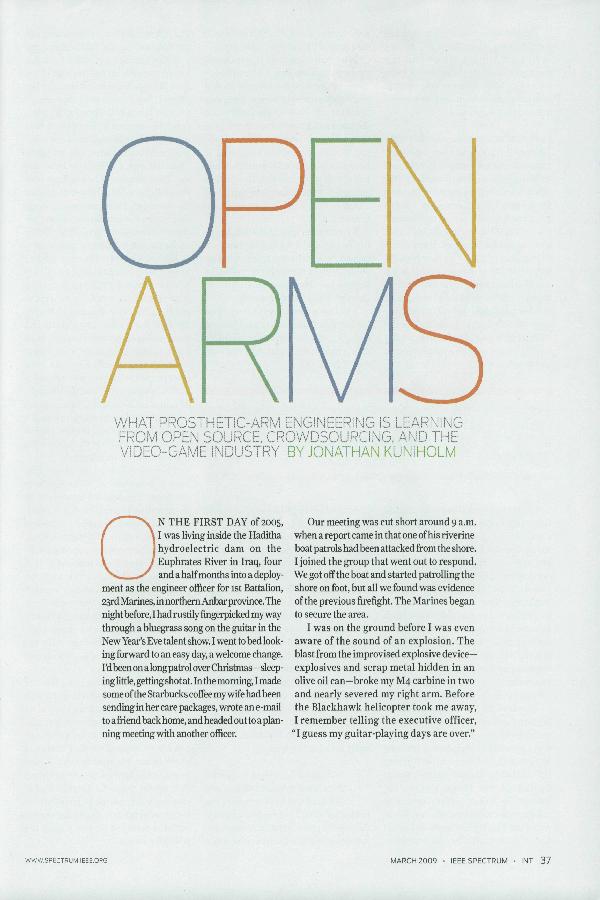 OPEN
ARMS
WHAT PROSTHETIC-ARM ENGINEERING IS LEARNING
FROM OPEN SOURCE, CROWDSOURCING, AND THE
VIDEO-GAME INDUSTRY BY JONATHAN KUNIHOLM
ON THE FIRST DAY of 2005,
I was living inside the Haditha
hydroelectric dam on the
Euphrates River in Iraq, four
and a half months into a deploy-
ment as the engineer officer for 1st Battalion,
23rd Marines, in northern Anbar province. The
night before, I had rustily fingerpicked my way
through a bluegrass song on the guitar in the
New Year's Eve talent show. I went to bed look-
ing forward to an easy day, a welcome change.
I'd been on a long patrol over Christmas—sleep-
ing little, getting shot at. In the morning, I made
some of the Starbucks coffee my wife had been
sending in her care packages, wrote an e-mail
to a friend back home, and headed out to a plan-
ning meeting with another officer.
Our meeting was cut short around 9 a.m.
when a report came in that one of his riverine
boat patrols had been attacked from the shore.
I joined the group that went out to respond.
We got off the boat and started patrolling the
shore on foot, but all we found was evidence
of the previous firefight. The Marines began
to secure the area.
I was on the ground before I was even
aware of the sound of an explosion. The
blast from the improvised explosive device—
explosives and scrap metal hidden in an
olive oil can—broke my M4 carbine in two
and nearly severed my right arm. Before
the Blackhawk helicopter took me away,
I remember telling the executive officer,
“I guess my guitar-playing days are over.”
WWW.SPECTRUM.IEEE.ORG
MARCH 2009 • IEEE SPECTRUM • INT 37